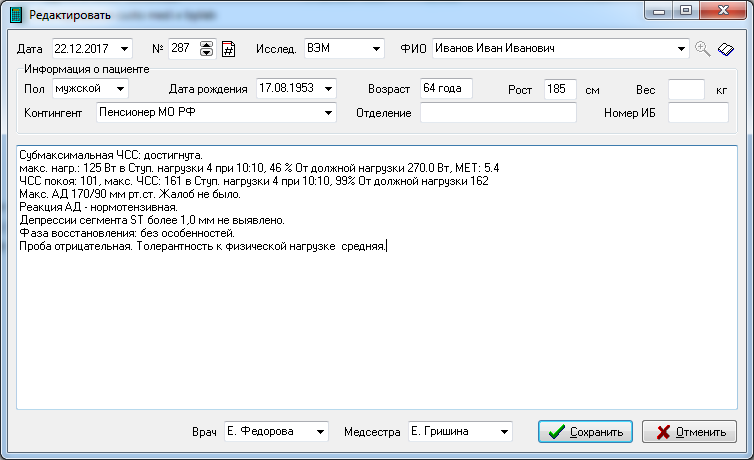 Редактировать
Дата 22.12.2017 № 287 # Исслед. ВЭМ ФИО Иванов Иван Иванович
Информация о пациенте
Пол мужской Дата рождения 17.08.1953 Возраст 64 года Рост 185 см Вес кг
Контингент Пенсионер МО РФ Отделение Номер ИБ
Субмаксимальная ЧСС: достигнута.
макс. нагр.: 125 Вт в Ступ. нагрузки 4 при 10:10, 46 % От должной нагрузки 270.0 Вт, МЕТ: 5.4
ЧСС покоя: 101, макс. ЧСС: 161 в Ступ. нагрузки 4 при 10:10, 99% От должной нагрузки 162
Макс. АД 170/90 мм рт.ст. Жалоб не было.
Реакция АД - нормотензивная.
Депрессии сегмента ST более 1,0 мм не выявлено.
Фаза восстановления: без особенностей.
Проба отрицательная. Толерантность к физической нагрузке средняя.
Врач Е. Федорова Медсестра Е. Гришина Сохранить Отменить